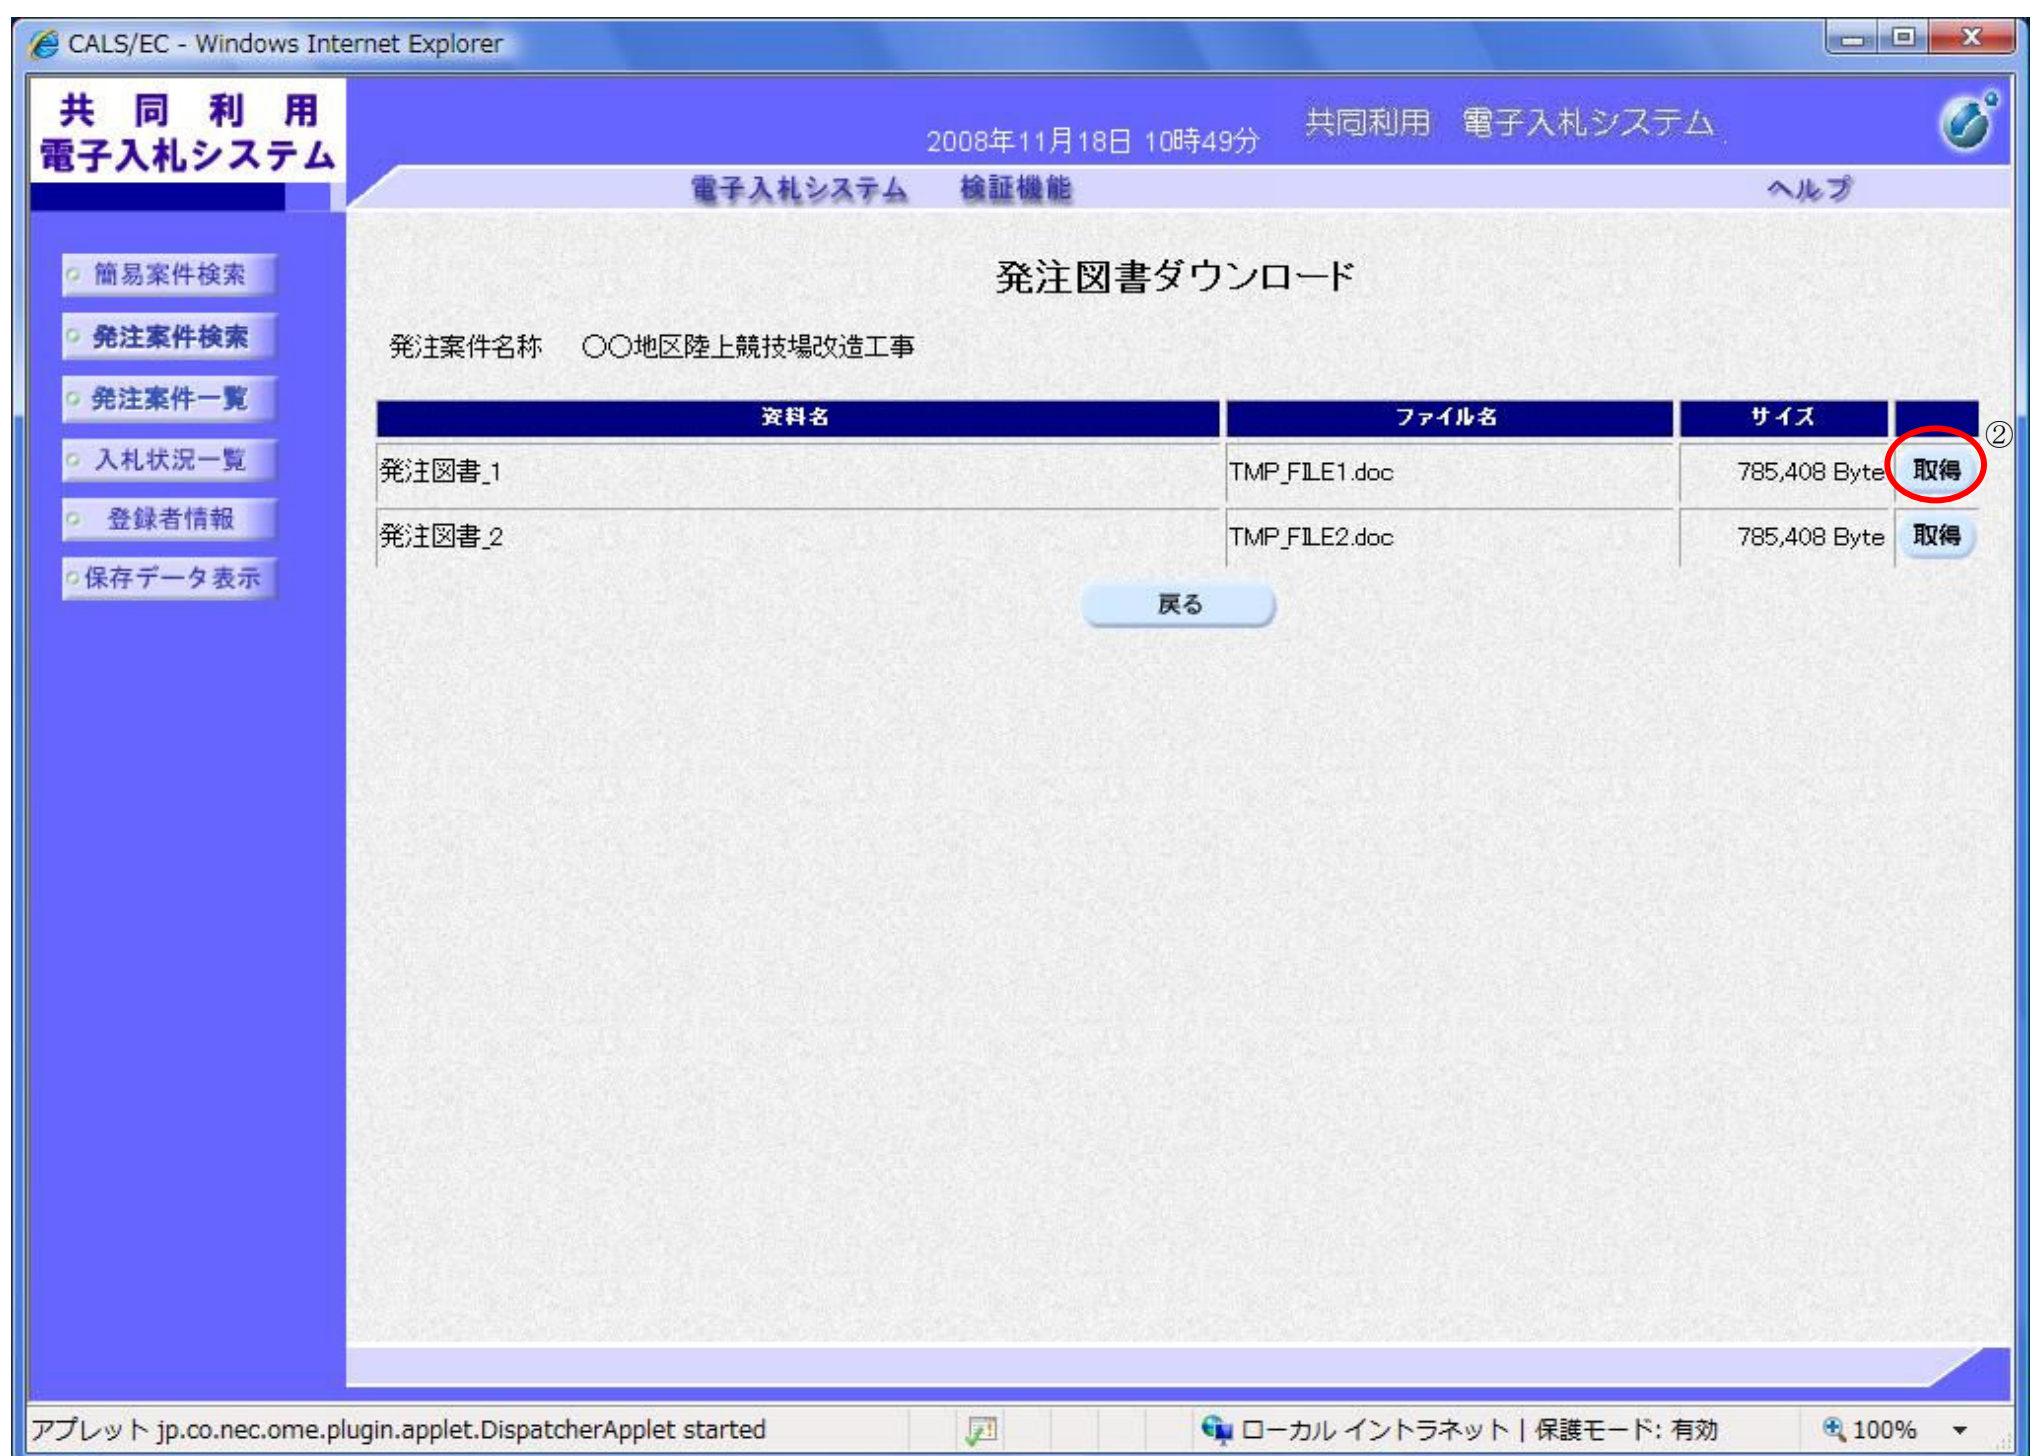 CALS/EC - Windows Internet Explorer
共同利用
電子入札システム
2008年11月18日 10時49分
共同利用 電子入札システム
電子入札システム 検証機能 ヘルプ
簡易案件検索
発注案件検索
発注案件一覧
入札状況一覧
登録者情報
保存データ表示
発注図書ダウンロード
発注案件名称 〇〇地区陸上競技場改造工事
資料名 ファイル名 サイズ
②
発注図書_1 TMP_FILE1.doc 785,408 Byte 取得
発注図書_2 TMP_FILE2.doc 785,408 Byte 取得
戻る
アプレット jp.co.nec.ome.plugin.applet.DispatcherApplet started ローカル イントラネット | 保護モード: 有効 100%